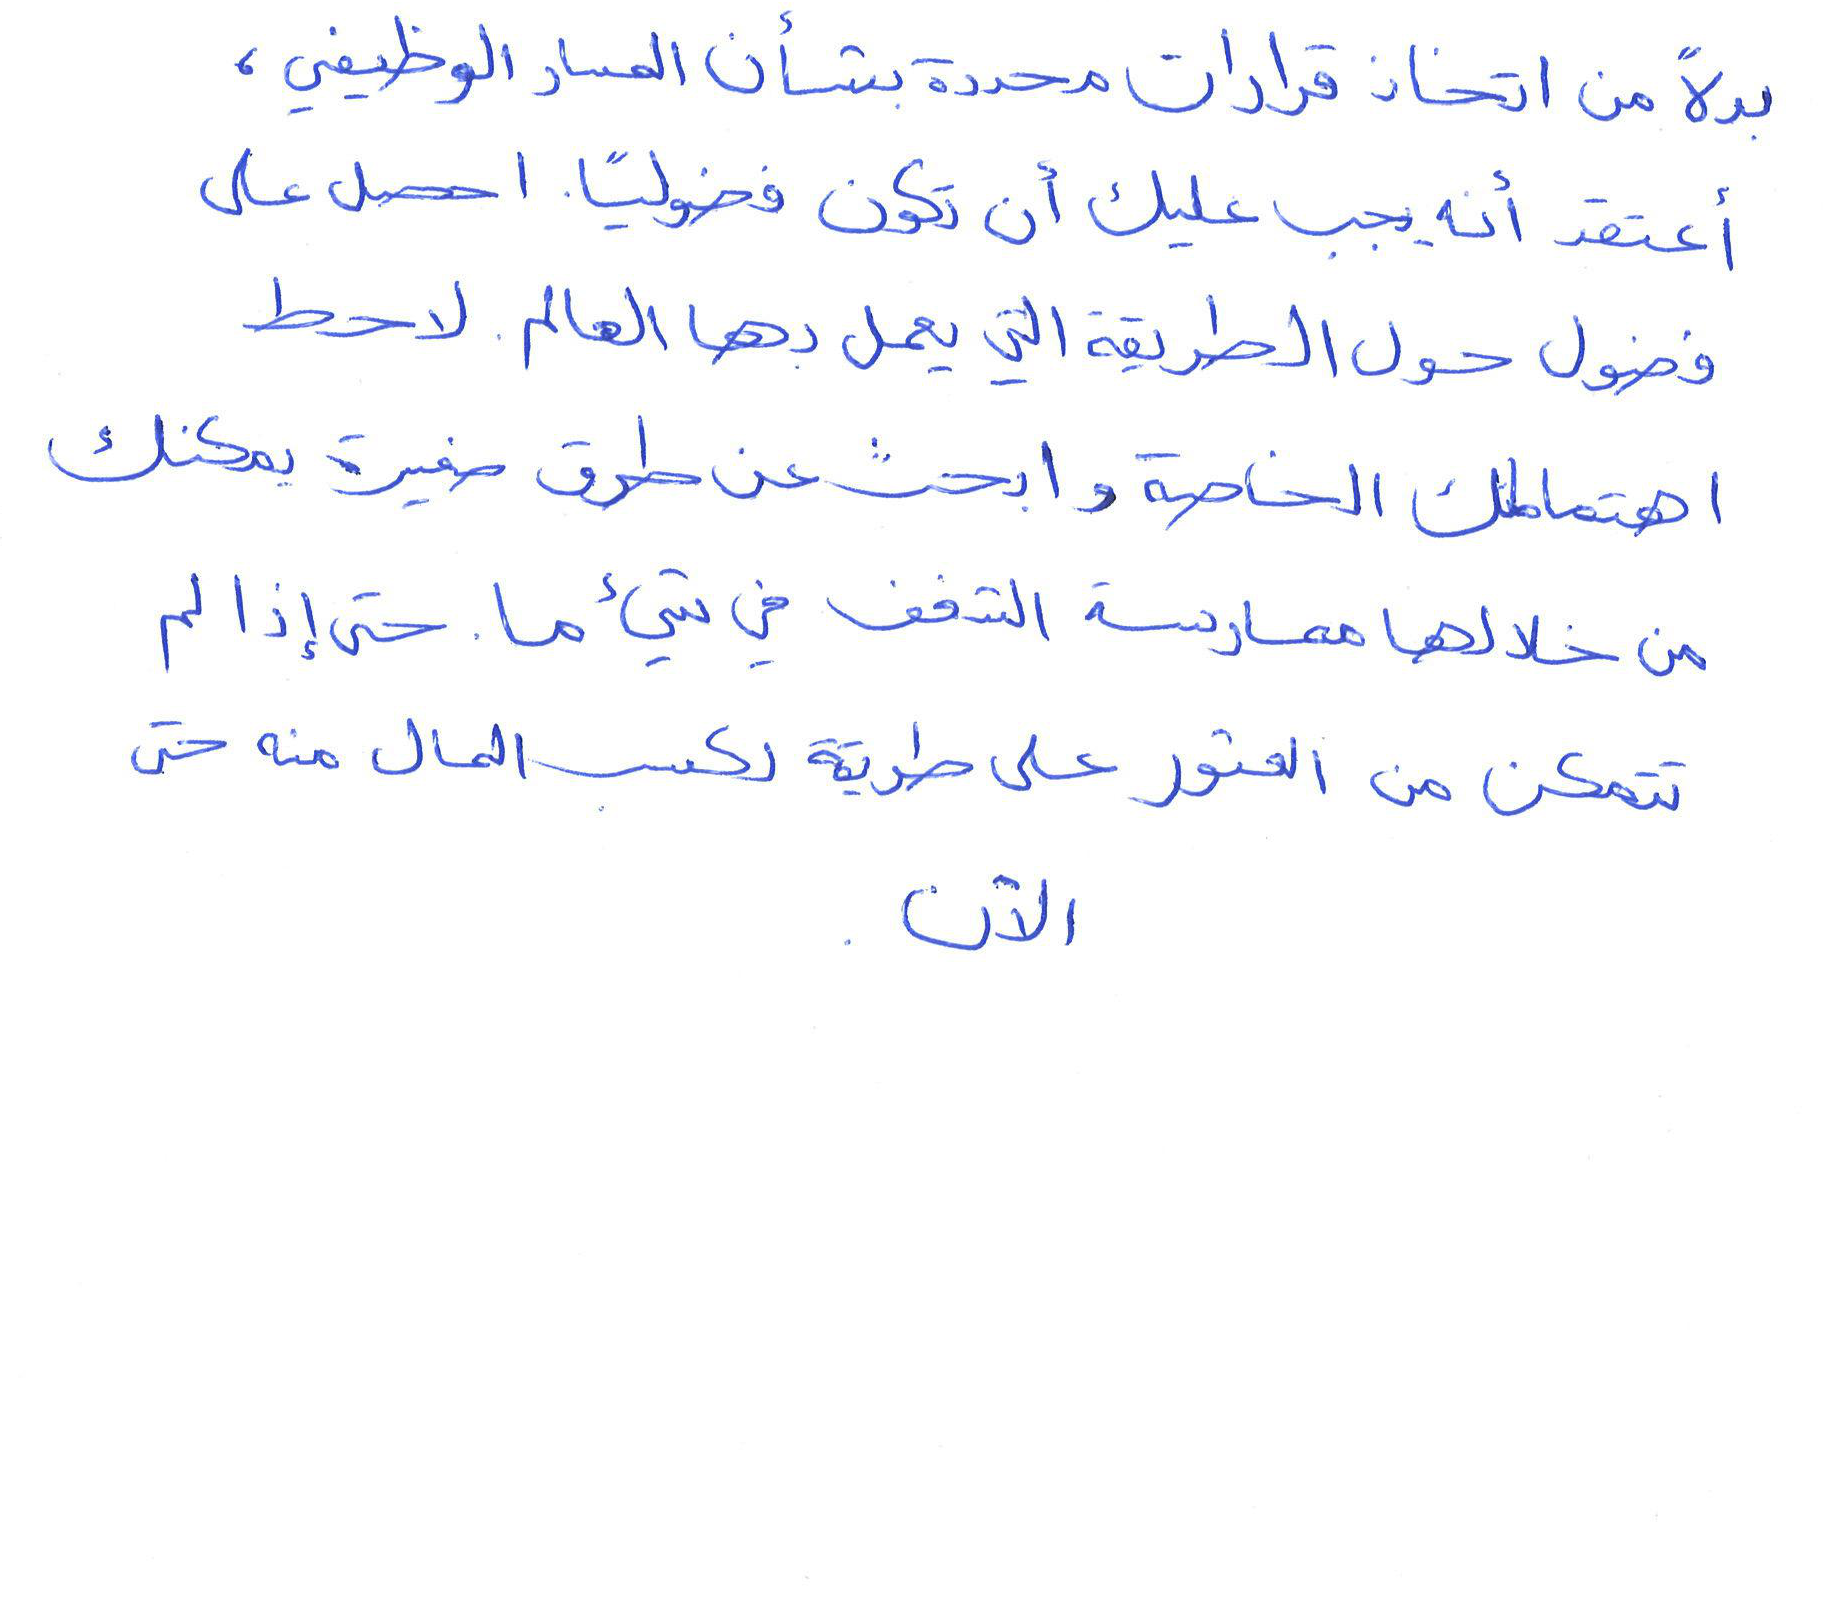 بدلاً من اتخاذ قرارات محددة بشأن المسار الوظيفي،
أعتقد أنه يجب عليك أن تكون فضوليًا. احصل على
فضول حول الطريقة التي يعمل بها العالم. لاحط
اهتماماتك الخاصة وابحث عن طرق صغيرة يمكنك
من خلالها ممارسة الشغف في شيئ ما. حتى إذا لم
تتمكن من العثور على طريقة لكسب المال منه حتى
الآن.